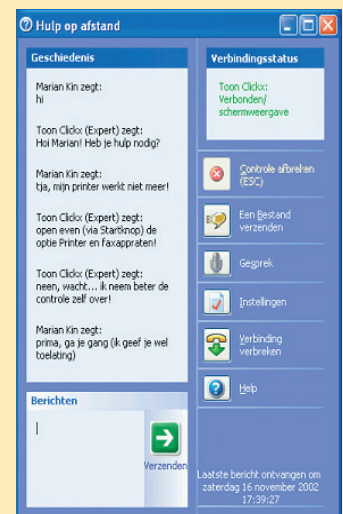 Hulp op afstand
Geschiedenis
Marian Kin zegt:
hi
Toon Clickx (Expert) zegt:
Hoi Marian! Heb je hulp nodig?
Marian Kin zegt:
tja, mijn printer werkt niet meer!
Toon Clickx (Expert) zegt:
open even (via Startknop) de
optie Printer en faxappraten!
Toon Clickx (Expert) zegt:
neen, wacht... ik neem beter de
controle zelf over!
Marian Kin zegt:
prima, ga je gang (ik geef je wel
toelating)
Berichten
Verzenden
Verbindingsstatus
Toon Clickx:
Verbonden/
schermweergave
Controle afbreken
(ESC)
Een Bestand
verzenden
Gesprek
Instellingen
Verbinding
verbreken
Help
Laatste bericht ontvangen om
zaterdag 16 november 2002
17:39:27